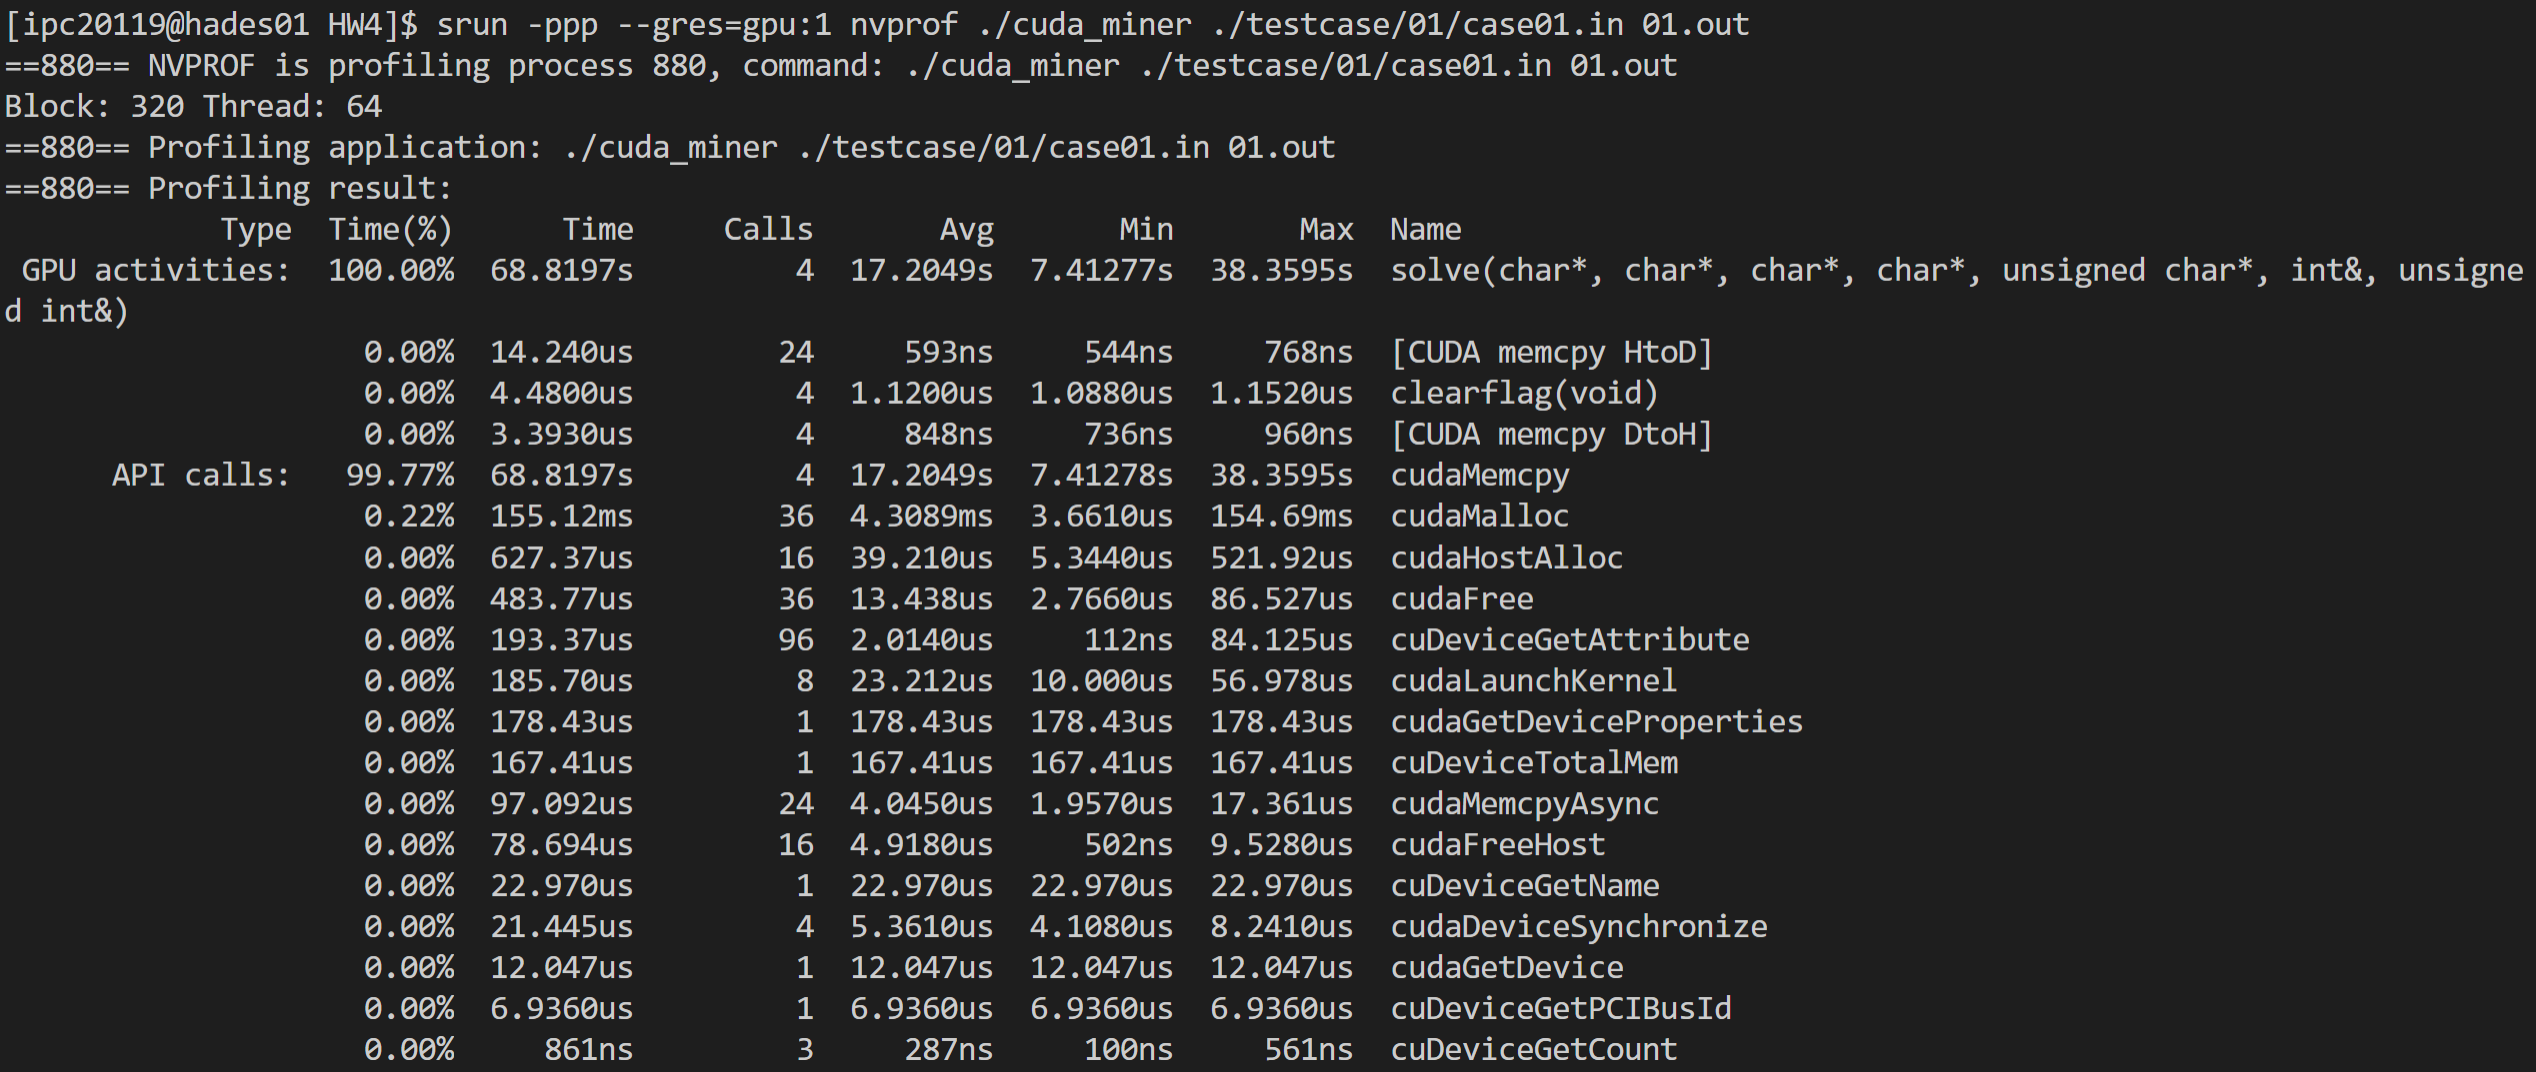 [ipc20119@hades01 HW4]$ srun -ppp --gres=gpu:1 nvprof ./cuda_miner ./testcase/01/case01.in 01.out
==880== NVPROF is profiling process 880, command: ./cuda_miner ./testcase/01/case01.in 01.out
Block: 320 Thread: 64
==880== Profiling application: ./cuda_miner ./testcase/01/case01.in 01.out
==880== Profiling result:
            Type  Time(%)      Time     Calls       Avg       Min       Max  Name
 GPU activities:  100.00%  68.8197s         4  17.2049s  7.41277s  38.3595s  solve(char*, char*, char*, char*, unsigned char*, int&, unsigne
d int&)
                    0.00%  14.240us        24     593ns     544ns     768ns  [CUDA memcpy HtoD]
                    0.00%  4.4800us         4  1.1200us  1.0880us  1.1520us  clearflag(void)
                    0.00%  3.3930us         4     848ns     736ns     960ns  [CUDA memcpy DtoH]
      API calls:   99.77%  68.8197s         4  17.2049s  7.41278s  38.3595s  cudaMemcpy
                    0.22%  155.12ms        36  4.3089ms  3.6610us  154.69ms  cudaMalloc
                    0.00%  627.37us        16  39.210us  5.3440us  521.92us  cudaHostAlloc
                    0.00%  483.77us        36  13.438us  2.7660us  86.527us  cudaFree
                    0.00%  193.37us        96  2.0140us     112ns  84.125us  cuDeviceGetAttribute
                    0.00%  185.70us         8  23.212us  10.000us  56.978us  cudaLaunchKernel
                    0.00%  178.43us         1  178.43us  178.43us  178.43us  cudaGetDeviceProperties
                    0.00%  167.41us         1  167.41us  167.41us  167.41us  cuDeviceTotalMem
                    0.00%  97.092us        24  4.0450us  1.9570us  17.361us  cudaMemcpyAsync
                    0.00%  78.694us        16  4.9180us     502ns  9.5280us  cudaFreeHost
                    0.00%  22.970us         1  22.970us  22.970us  22.970us  cuDeviceGetName
                    0.00%  21.445us         4  5.3610us  4.1080us  8.2410us  cudaDeviceSynchronize
                    0.00%  12.047us         1  12.047us  12.047us  12.047us  cudaGetDevice
                    0.00%  6.9360us         1  6.9360us  6.9360us  6.9360us  cuDeviceGetPCIBusId
                    0.00%     861ns         3     287ns     100ns     561ns  cuDeviceGetCount